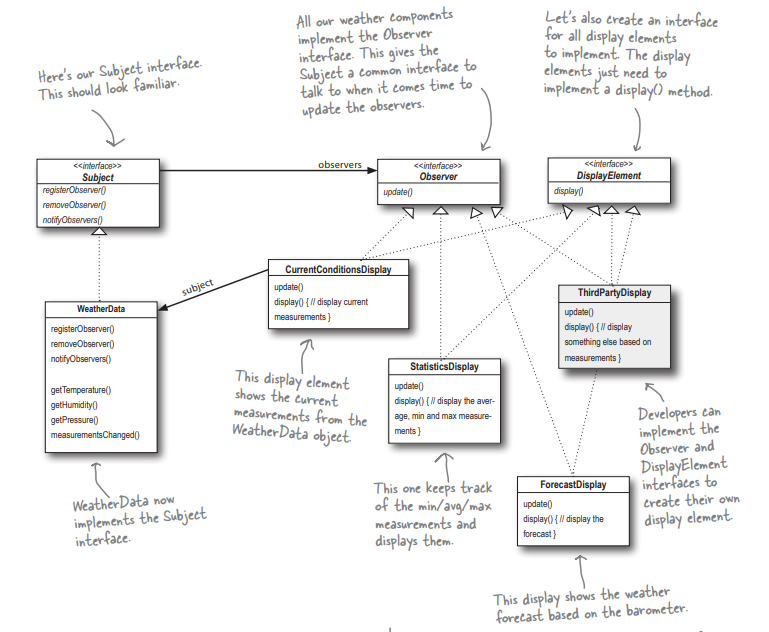 Here's our Subject interface.
This should look familiar.
All our weather components
implement the Observer
interface. This gives the
Subject a common interface to
talk to when it comes time to
update the observers.
Let's also create an interface
for all display elements
to implement. The display
elements just need to
implement a display() method.
<<interface>>
Subject
registerObserver()
removeObserver()
notifyObservers()
observers
<<interface>>
Observer
update()
<<interface>>
DisplayElement
display()
subject
WeatherData
registerObserver()
removeObserver()
notifyObservers()
getTemperature()
getHumidity()
getPressure()
measurementsChanged()
CurrentConditionsDisplay
update()
display() { // display current
measurements }
ThirdPartyDisplay
update()
display() { // display
something else based on
measurements }
StatisticsDisplay
update()
display() { // display the aver-
age, min and max measure-
ments }
ForecastDisplay
update()
display() { // display the
forecast }
This display element
shows the current
measurements from the
WeatherData object.
Developers can
implement the
Observer and
DisplayElement
interfaces to
create their own
display element.
WeatherData now
implements the Subject
interface.
This one keeps track
of the min/avg/max
measurements and
displays them.
This display shows the weather
forecast based on the barometer.